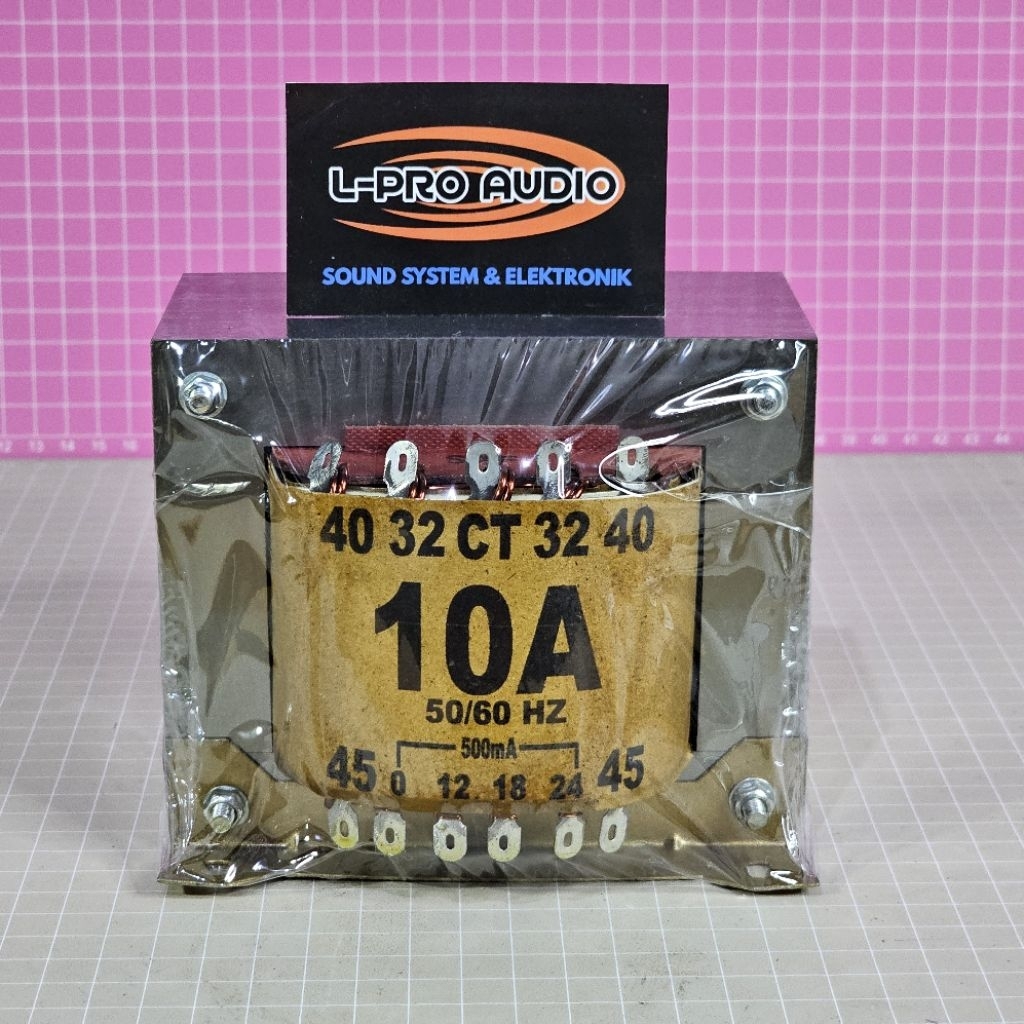 L-PRO AUDIO
SOUND SYSTEM & ELEKTRONIK
40 32 CT 32 40
10A
50/60 HZ
500mA
45 0 12 18 24 45